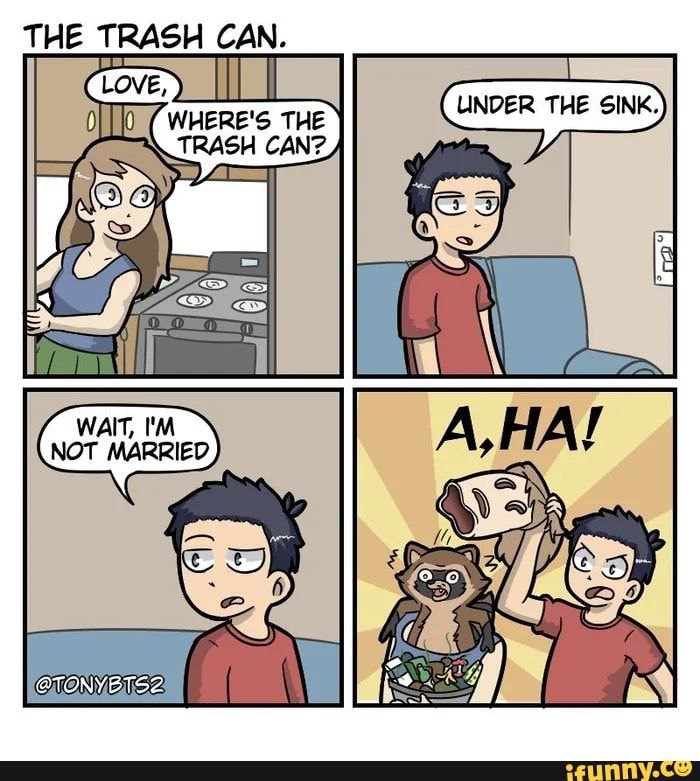 THE TRASH CAN.
LOVE,
WHERE'S THE
TRASH CAN?
UNDER THE SINK.
WAIT, I'M
NOT MARRIED
A,HA!
@TONYBTS2
ifunny.co